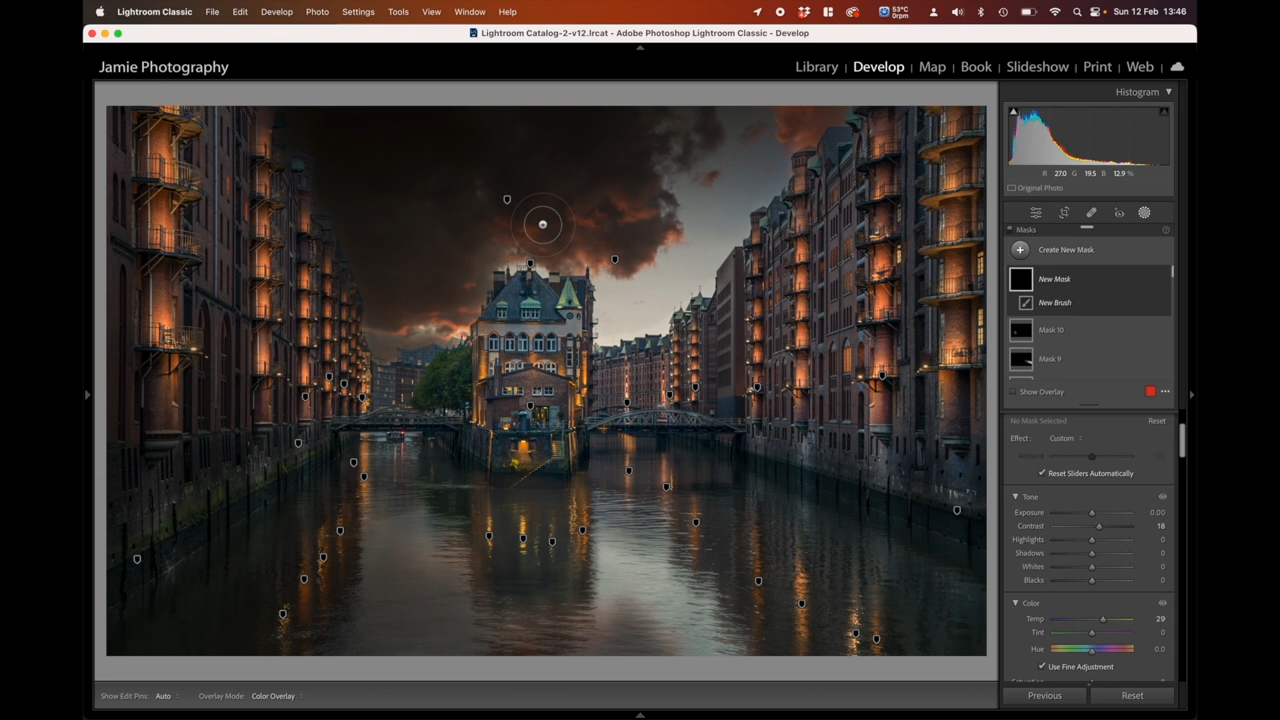 Lightroom Classic File Edit Develop Photo Settings Tools View Window Help 53°C 0rpm Sun 12 Feb 13:46
Lightroom Catalog-2-v12.lrcat - Adobe Photoshop Lightroom Classic - Develop
Jamie Photography Library | Develop | Map | Book | Slideshow | Print | Web
Histogram
R 27.0 G 19.5 B 12.9 %
Original Photo
Masks
Create New Mask
New Mask
New Brush
Mask 10
Mask 9
Show Overlay
No Mask Selected Reset
Effect : Custom
Amount
Reset Sliders Automatically
Tone
Exposure 0.00
Contrast 18
Highlights 0
Shadows 0
Whites 0
Blacks 0
Color
Temp 29
Tint 0
Hue 0.0
Use Fine Adjustment
Show Edit Pins: Auto Overlay Mode: Color Overlay Previous Reset